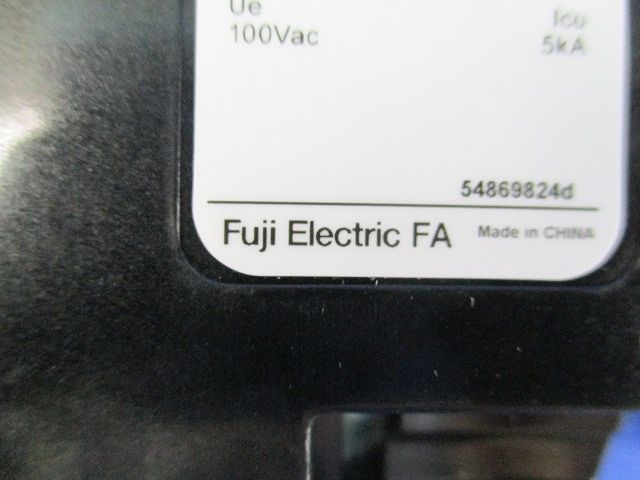 Ue Icu
100Vac 5kA
54869824d
Fuji Electric FA Made in CHINA